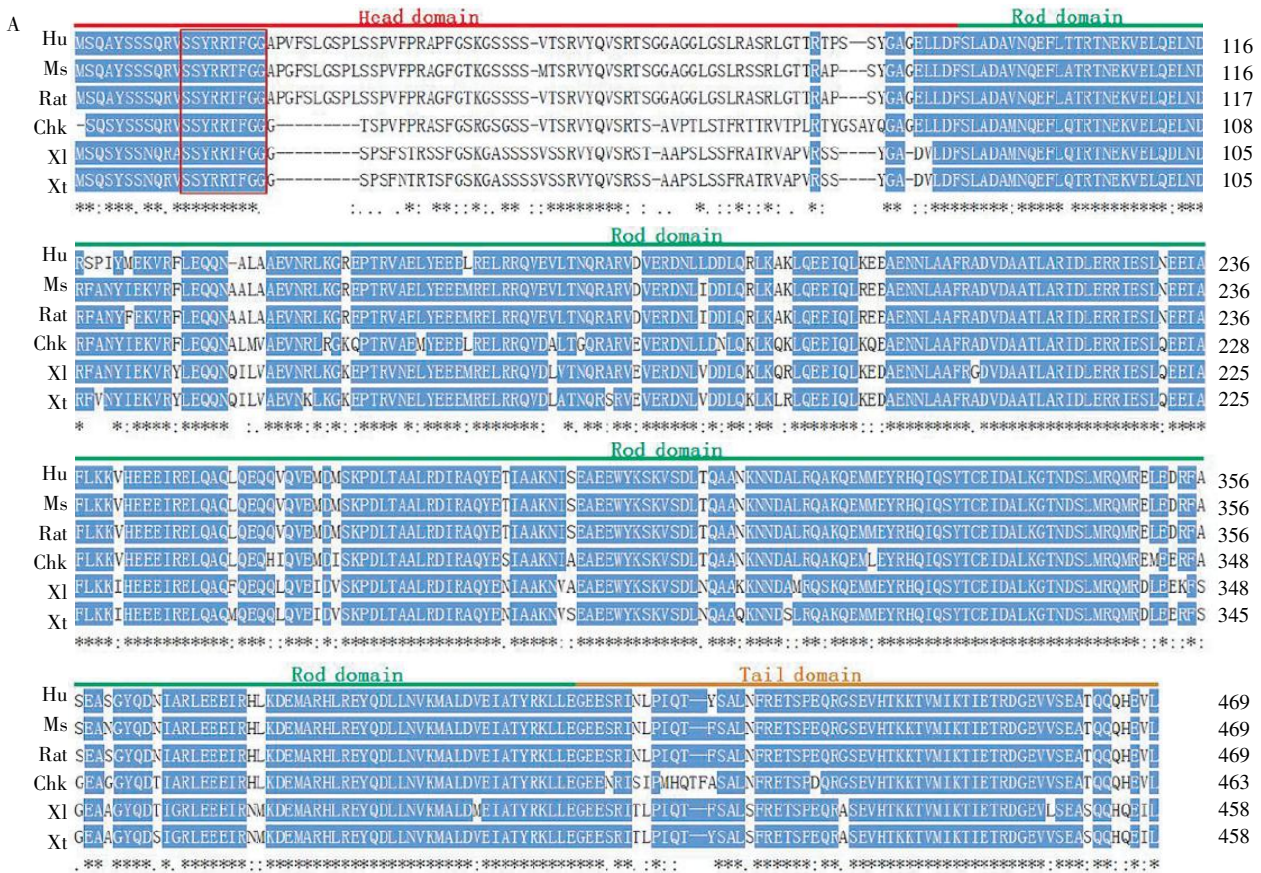 A
Head domain Rod domain
Hu MSQAYSSSQRVSSYRRTFGGAPVFSLGSPLSSPVFPRAPFGSKGSSSS-VTSRVYQVSRTSGGAGGLGSLRASRLGTTRTPS--SYGAGELLDFSLADAVNQEFLTTRTNEKVELQELND 116
Ms MSQAYSSSQRVSSYRRTFGGAPGFSLGSPLSSPVFPRAGFGTKGSSSS-MTSRVYQVSRTSGGAGGLGSLRSSRLGTTRAP---SYGAGELLDFSLADAVNQEFLATRTNEKVELQELND 116
Rat MSQAYSSSQRVSSYRRTFGGAPGFSLGSPLSSPVFPRAGFGTKGSSSS-VTSRVYQVSRTSGGAGGLGSLRASRLGTTRAP---SYGAGELLDFSLADAVNQEFLATRTNEKVELQELND 117
Chk -SQSYSSSQRVSSYRRTFGGG---------TSPVFPRASFGSRGSGSS-VTSRVYQVSRTS-AVPTLSTFRTTRVTPLRTYGSAYQGAGELLDFSLADAMNQEFLQTRTNEKVELQELND 108
Xl MSQSYSSNQRASSYRRTFGGG---------SPSFSTRSSFGSKGASSSSVSSRVYQVSRST-AAPSLSSFRATRVAPVRSS---YGA-DVLDFSLADAMNQEFLQTRTNEKVELQDLND 105
Xt MSQSYSSNQRVSSYRRTFGGG---------SPSFNTRTSFGSKGASSSSVSSRVYQVSRSS-AAPSLSSFRATRVAPVRSS---YGA-DVLDFSLADAMNQEFLQTRTNEKVELQELND 105
Rod domain
Hu RSPIYMEKVRFLEQQN-ALAAEVNRLKGREPTRVAELYEEELRELRRQVEVLTNQRARVDVERDNLLDDLQRLKAKLQEEIQLKEEAENNLAAFRADVDAATLARIDLERRIESLNEEIA 236
Ms RFANYIEKVRFLEQQNAALAAEVNRLKGREPTRVAELYEEEMRELRRQVEVLTNQRARVDVERDNLIDDLQRLKAKLQEEIQLREEAENNLAAFRADVDAATLARIDLERRIESLNEEIA 236
Rat RFANYFEKVRFLEQQNAALAAEVNRLKGREPTRVAELYEEEMRELRRQVEVLTNQRARVDVERDNLIDDLQRLKAKLQEEIQLREEAENNLAAFRADVDAATLARIDLERRIESLNEEIA 236
Chk RFANYIEKVRFLEQQNALMVAEVNRLRGKQPTRVAEMYEEELRELRRQVDALTGQRARVEVERDNLLDNLQKLKQKLQEEIQLKQEAENNLAAFRADVDAATLARIDLERRIESLQEEIA 228
Xl RFANYIEKVRYLEQQNQILVAEVNRLKGKEPTRVNELYEEEMRELRRQVDLVTNQRARVEVERDNLVDDLQKLKQRLQEEIQLKEDAENNLAAFRGDVDAATLARIDLERRIESLQEEIA 225
Xt RFVNYIEKVRYLEQQNQILVAEVNKLKGKEPTRVNELYEEEMRELRRQVDLATNQRSRVEVERDNLVDDLQKLKLRLQEEIQLKEDAENNLAAFRADVDAATLARIDLERRIESLQEEIA 225
Rod domain
Hu FLKKVHEEEIRELQAQLQEQQVQVEMDMSKPDLTAALRDIRAQYETIAAKNISEAEEWYKSKVSDLTQAANKNNDALRQAKQEMMEYRHQIQSYTCEIDALKGTNDSLMRQMRELEDRFA 356
Ms FLKKVHEEEIRELQAQLQEQQVQVEMDMSKPDLTAALRDIRAQYETIAAKNISEAEEWYKSKVSDLTQAANKNNDALRQAKQEMMEYRHQIQSYTCEIDALKGTNDSLMRQMRELEDRFA 356
Rat FLKKVHEEEIRELQAQLQEQQVQVEMDMSKPDLTAALRDIRAQYETIAAKNISEAEEWYKSKVSDLTQAANKNNDALRQAKQEMMEYRHQIQSYTCEIDALKGTNDSLMRQMRELEDRFA 356
Chk FLKKVHEEEIRELQAQLQEQHIQVEMDISKPDLTAALRDIRAQYESIAAKNIAEAEEWYKSKVSDLTQAANKNNDALRQAKQEMLEYRHQIQSYTCEIDALKGTNDSLMRQMREMEERFA 348
Xl FLKKIHEEEIRELQAQFQEQQLQVEIDVSKPDLTAALRDIRAQYENIAAKNVAEAEEWYKSKVSDLNQAAKKNNDAMRQSKQEMMEYRHQIQSYTCEIDALKGTNDSLMRQMRDLEEKFS 348
Xt FLKKIHEEEIRELQAQMQEQQLQVEIDVSKPDLTAALRDIRAQYENIAAKNVSEAEEWYKSKVSDLNQAAQKNNDSLRQAKQEMMEYRHQIQSYTCEIDALKGTNDSLMRQMRDLEERFS 345
Rod domain Tail domain
Hu SEASGYQDNIARLEEEIRHLKDEMARHLREYQDLLNVKMALDVEIATYRKLLEGEESRINLPIQT--YSALNFRETSPEQRGSEVHTKKTVMIKTIETRDGEVVSEATQQQHEVL 469
Ms SEANGYQDNIARLEEEIRHLKDEMARHLREYQDLLNVKMALDVEIATYRKLLEGEESRINLPIQT--FSALNFRETSPEQRGSEVHTKKTVMIKTIETRDGEVVSEATQQQHEVL 469
Rat SEASGYQDNIARLEEEIRHLKDEMARHLREYQDLLNVKMALDVEIATYRKLLEGEESRINLPIQT--FSALNFRETSPEQRGSEVHTKKTVMIKTIETRDGEVVSEATQQQHEVL 469
Chk GEAGGYQDTIARLEEEIRHLKDEMARHLREYQDLLNVKMALDVEIATYRKLLEGEENRISIPMHQTFASALNFRETSPDQRGSEVHTKKTVMIKTIETRDGEVVSEATQQQHEVL 463
Xl GEAAGYQDTIGRLEEEIRNMKDEMARHLREYQDLLNVKMALDMEIATYRKLLEGEESRITLPIQT--FSALSFRETSPEQRASEVHTKKTVMIKTIETRDGEVLSEASQQHQEIL 458
Xt GEAAGYQDSIGRLEEEIRNMKDEMARHLREYQDLLNVKMALDVEIATYRKLLEGEESRITLPIQT--YSALSFRETSPEQRASEVHTKKTVMIKTIETRDGEVVSEASQQHQEIL 458